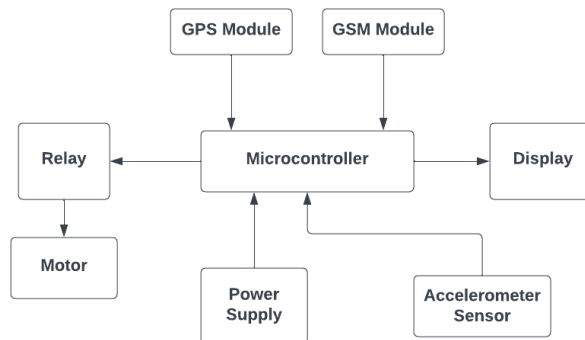 GPS Module
GSM Module
Relay
Microcontroller
Display
Motor
Power
Supply
Accelerometer
Sensor